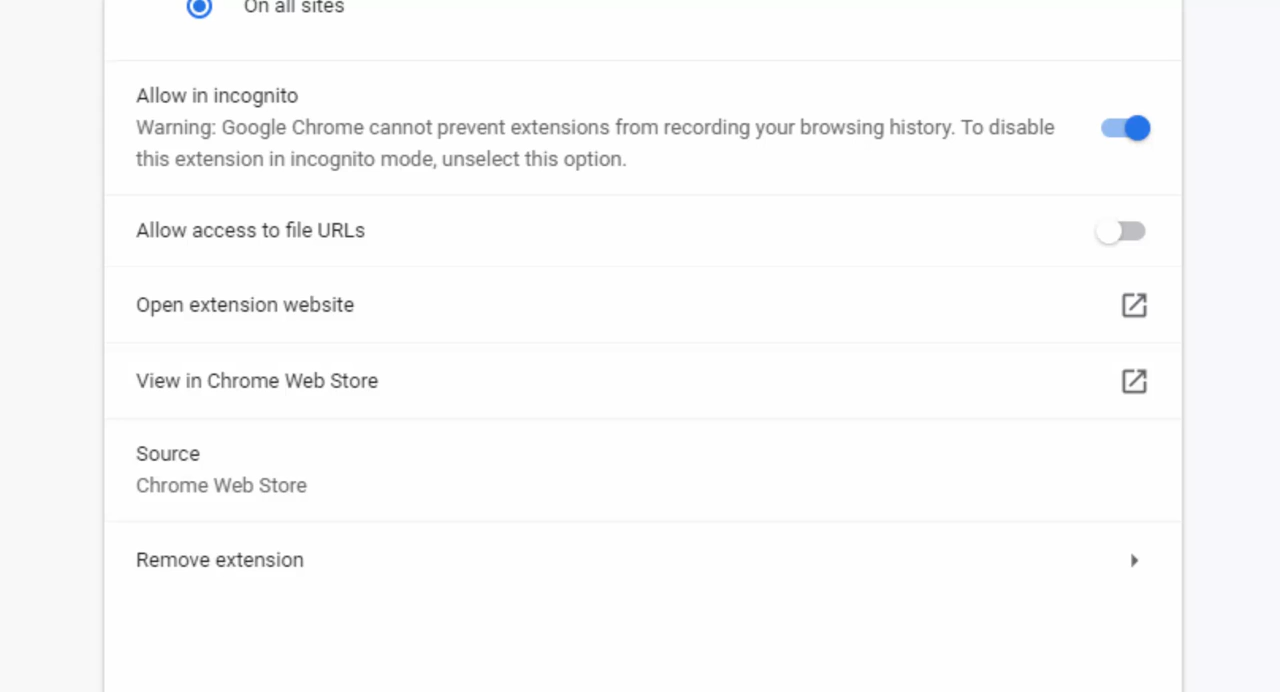 On all sites
Allow in incognito
Warning: Google Chrome cannot prevent extensions from recording your browsing history. To disable
this extension in incognito mode, unselect this option.
Allow access to file URLs
Open extension website
View in Chrome Web Store
Source
Chrome Web Store
Remove extension